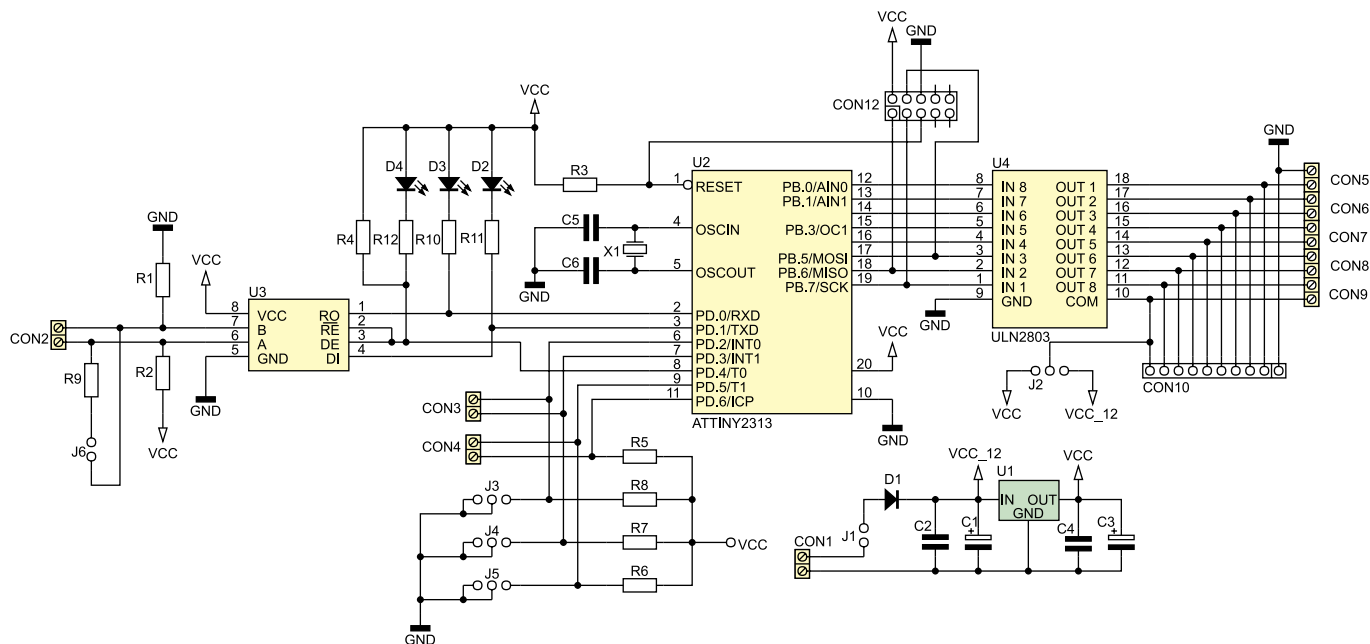 VCC
GND
CON12
VCC
GND
D4
D3
D2
R3
U2
U4
1
RESET
PB.0/AIN0
12
8
IN 8
OUT 1
18
CON5
PB.1/AIN1
13
7
IN 7
OUT 2
17
14
6
IN 6
OUT 3
16
CON6
4
OSCIN
PB.3/OC1
15
5
IN 5
OUT 4
15
16
4
IN 4
OUT 5
14
CON7
PB.5/MOSI
17
3
IN 3
OUT 6
13
5
OSCOUT
PB.6/MISO
18
2
IN 2
OUT 7
12
CON8
PB.7/SCK
19
1
IN 1
OUT 8
11
9
GND
COM
10
CON9
C5
C6
X1
GND
GND
R4
R12
R10
R11
GND
R1
VCC
U3
8
VCC
RO
1
7
B
RE
2
6
A
DE
3
5
GND
DI
4
CON2
R9
R2
GND
J6
VCC
2
PD.0/RXD
3
PD.1/TXD
6
PD.2/INT0
7
PD.3/INT1
8
PD.4/T0
20
VCC
9
PD.5/T1
11
PD.6/ICP
10
GND
ATTINY2313
GND
ULN2803
J2
VCC
VCC_12
CON10
CON3
CON4
R5
J3
R8
J4
R7
VCC
J5
R6
GND
VCC_12
VCC
D1
U1
IN
OUT
GND
C2
C1
+
C4
C3
+
J1
CON1